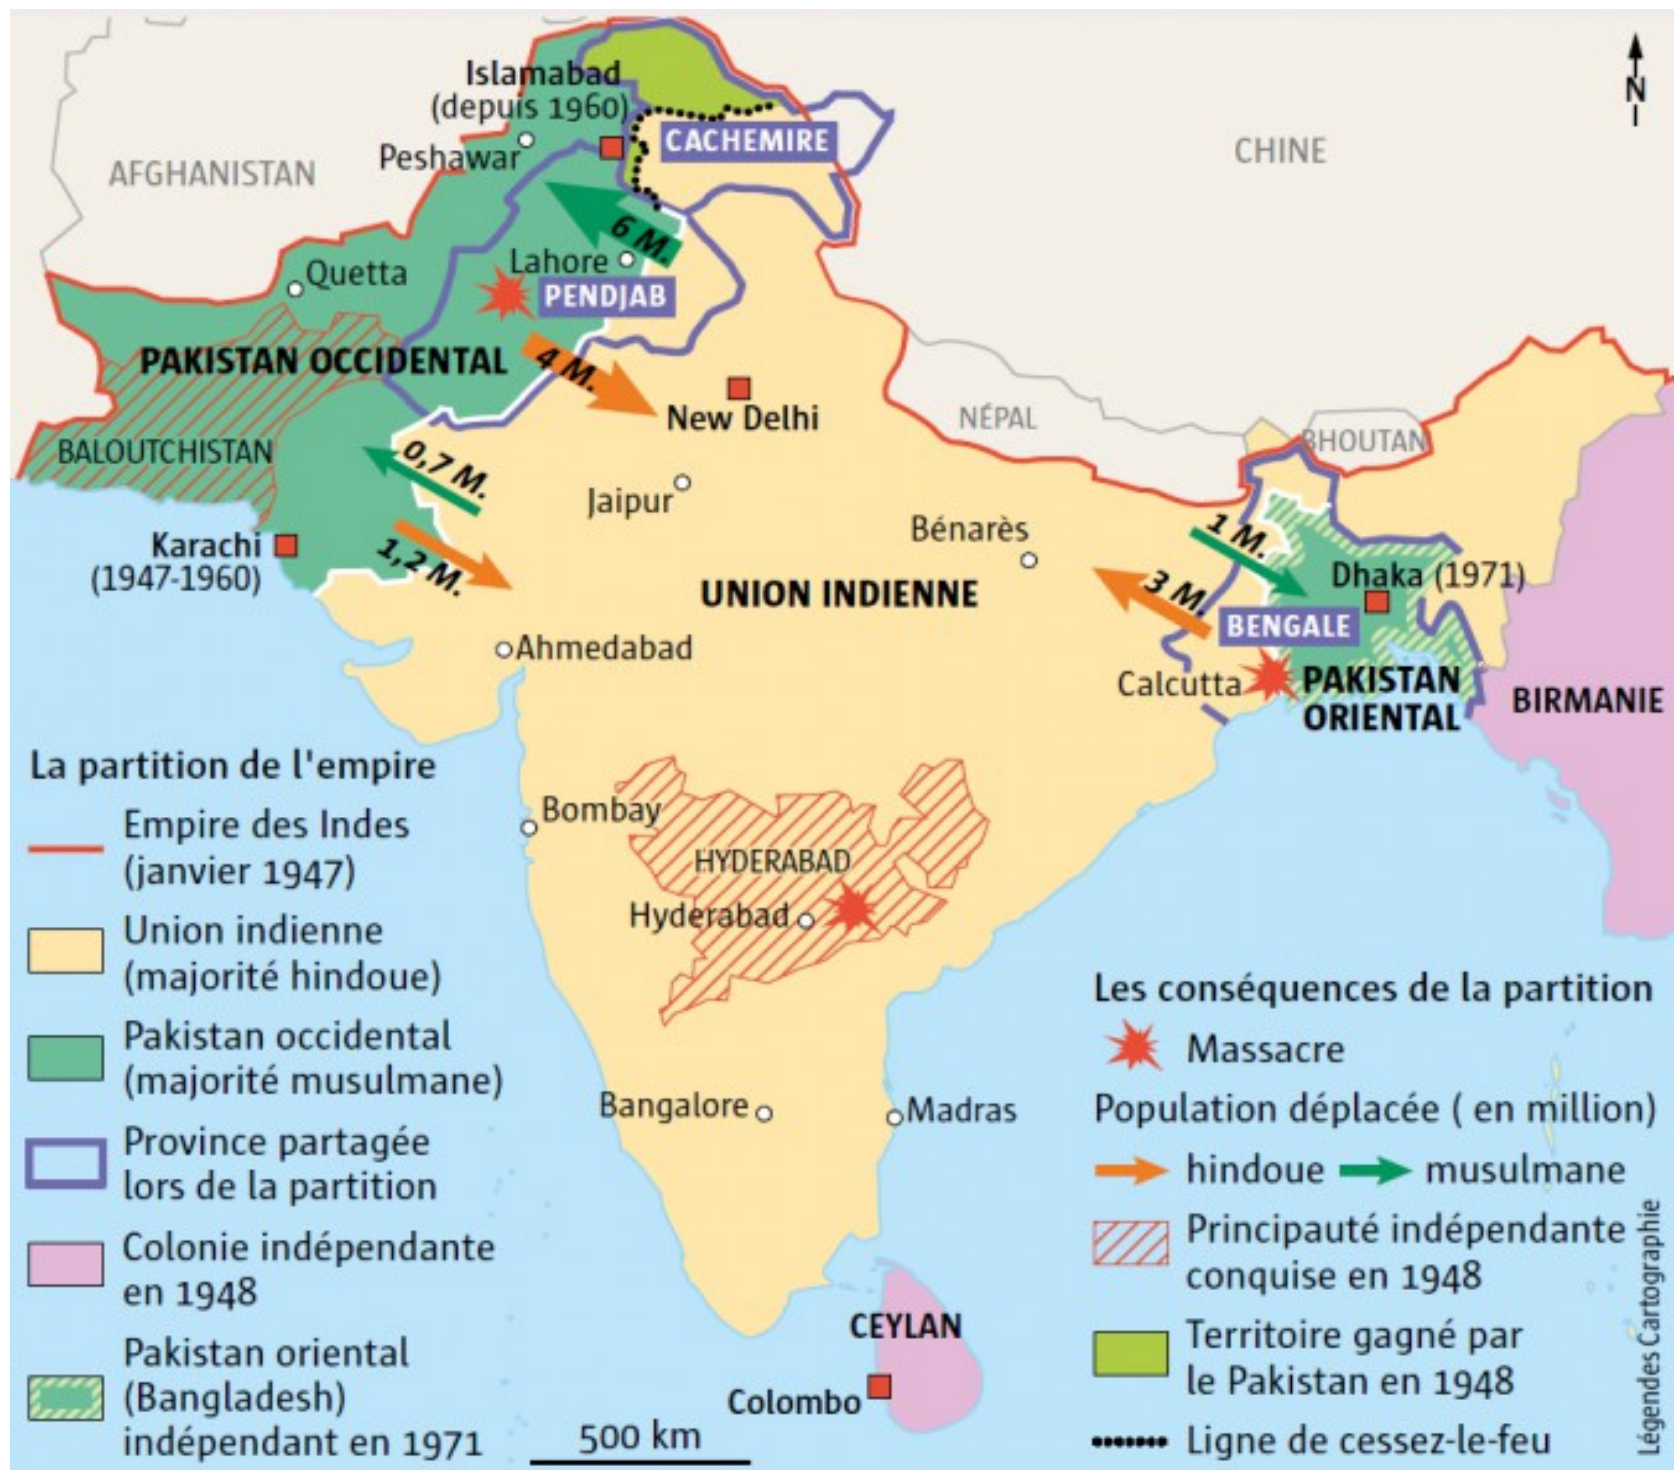 Islamabad
(depuis 1960)
Peshawar
CACHEMIRE
AFGHANISTAN
CHINE
N
6 M.
Lahore
Quetta
PENDJAB
PAKISTAN OCCIDENTAL
4 M.
New Delhi
NÉPAL
BHOUTAN
BALOUTCHISTAN
0,7 M.
Jaipur
Bénarès
1 M.
Karachi
(1947-1960)
1,2 M.
UNION INDIENNE
3 M.
Dhaka (1971)
BENGALE
Ahmedabad
Calcutta
PAKISTAN
ORIENTAL
BIRMANIE
Bombay
HYDERABAD
Hyderabad
Bangalore
Madras
CEYLAN
Colombo
500 km
La partition de l'empire
Empire des Indes
(janvier 1947)
Union indienne
(majorité hindoue)
Pakistan occidental
(majorité musulmane)
Province partagée
lors de la partition
Colonie indépendante
en 1948
Pakistan oriental
(Bangladesh)
indépendant en 1971
Les conséquences de la partition
Massacre
Population déplacée ( en million)
hindoue musulmane
Principauté indépendante
conquise en 1948
Territoire gagné par
le Pakistan en 1948
Ligne de cessez-le-feu
Légendes Cartographie